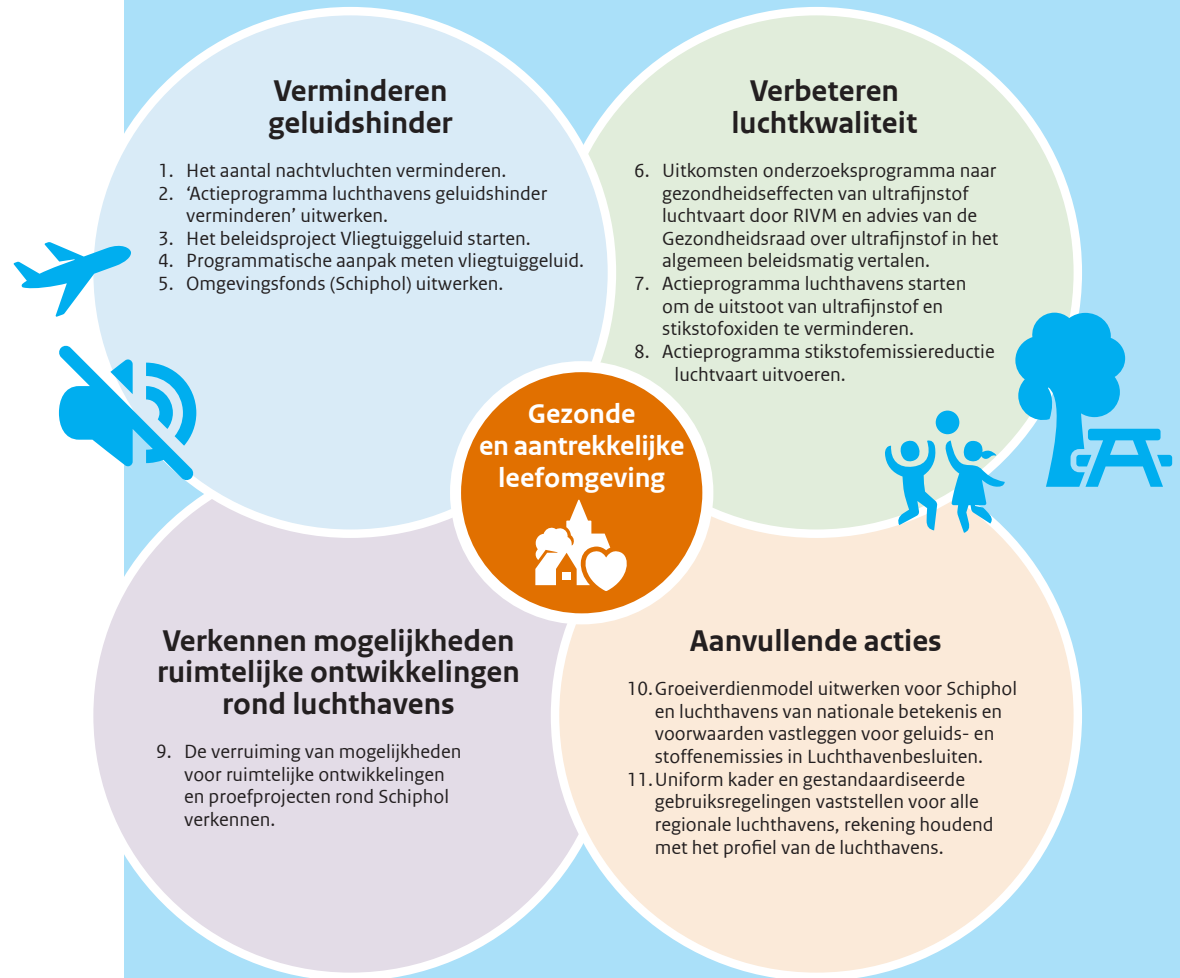 Verminderen
geluidshinder
1. Het aantal nachtvluchten verminderen.
2. ‘Actieprogramma luchthavens geluidshinder
verminderen’ uitwerken.
3. Het beleidsproject Vliegtuiggeluid starten.
4. Programmatische aanpak meten vliegtuiggeluid.
5. Omgevingsfonds (Schiphol) uitwerken.
Verbeteren
luchtkwaliteit
6. Uitkomsten onderzoeksprogramma naar
gezondheidseffecten van ultrafijnstof
luchtvaart door RIVM en advies van de
Gezondheidsraad over ultrafijnstof in het
algemeen beleidsmatig vertalen.
7. Actieprogramma luchthavens starten
om de uitstoot van ultrafijnstof en
stikstofoxiden te verminderen.
8. Actieprogramma stikstofemissiereductie
luchtvaart uitvoeren.
Gezonde
en aantrekkelijke
leefomgeving
Verkennen mogelijkheden
ruimtelijke ontwikkelingen
rond luchthavens
9. De verruiming van mogelijkheden
voor ruimtelijke ontwikkelingen
en proefprojecten rond Schiphol
verkennen.
Aanvullende acties
10. Groeiverdienmodel uitwerken voor Schiphol
en luchthavens van nationale betekenis en
voorwaarden vastleggen voor geluids- en
stoffenemissies in Luchthavenbesluiten.
11. Uniform kader en gestandaardiseerde
gebruiksregelingen vaststellen voor alle
regionale luchthavens, rekening houdend
met het profiel van de luchthavens.